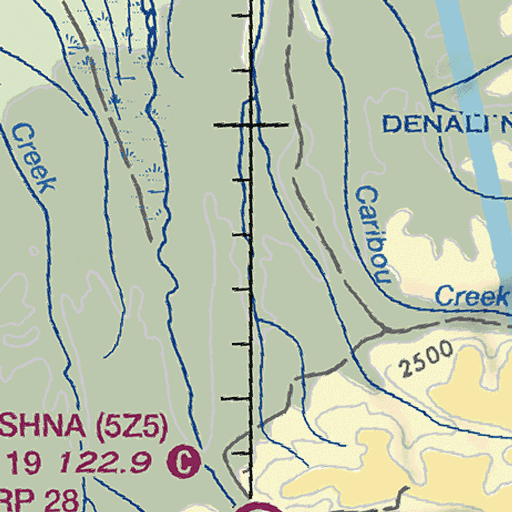 Creek
DENALI N
Caribou
Creek
2500
SHNA (5Z5)
19 122.9 C
RP 28